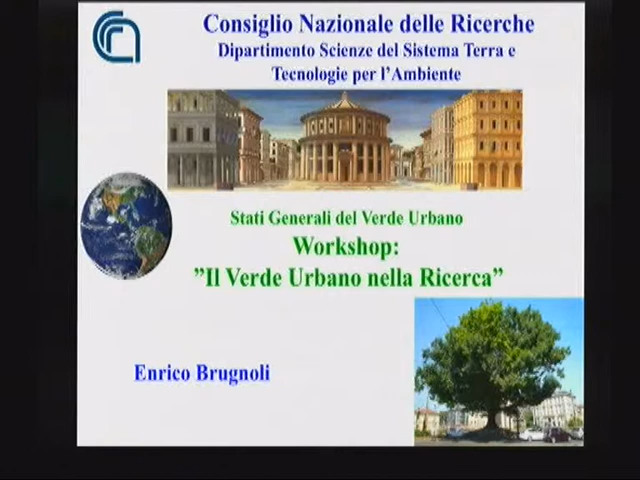 Consiglio Nazionale delle Ricerche
Dipartimento Scienze del Sistema Terra e
Tecnologie per l'Ambiente
Stati Generali del Verde Urbano
Workshop:
”Il Verde Urbano nella Ricerca”
Enrico Brugnoli